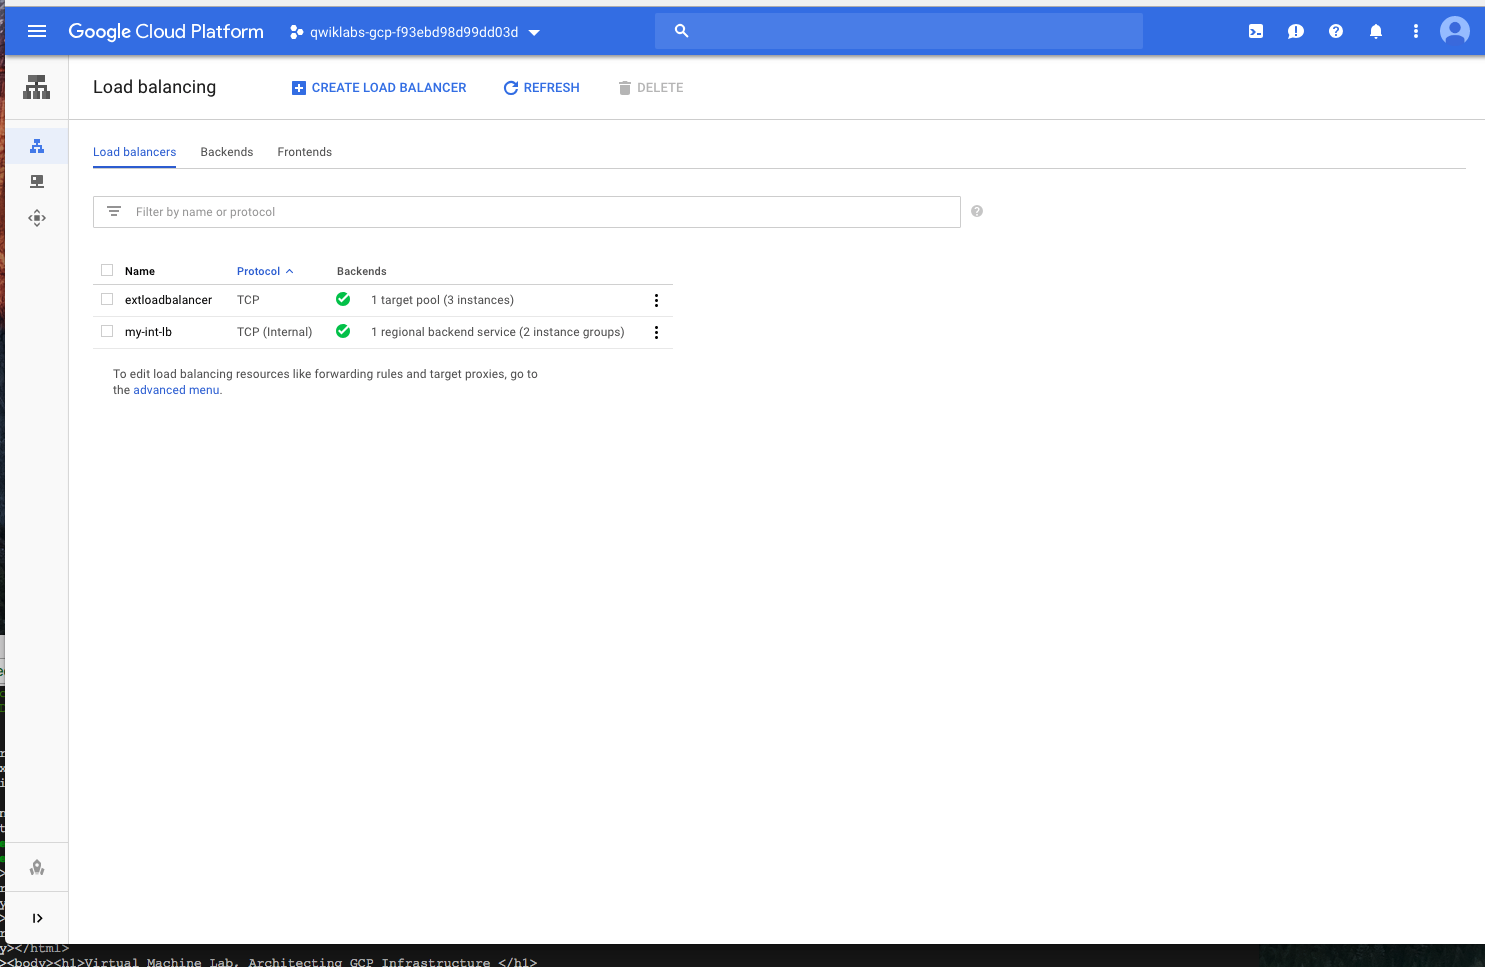 Google Cloud Platform qwiklabs-gcp-f93ebd98d99dd03d
Load balancing CREATE LOAD BALANCER REFRESH DELETE
Load balancers Backends Frontends
Filter by name or protocol
Name Protocol Backends
extloadbalancer TCP 1 target pool (3 instances)
my-int-lb TCP (Internal) 1 regional backend service (2 instance groups)
To edit load balancing resources like forwarding rules and target proxies, go to
the advanced menu.
y></html>
><body><h1>Virtual Machine Lab, Architecting GCP Infrastructure </h1>